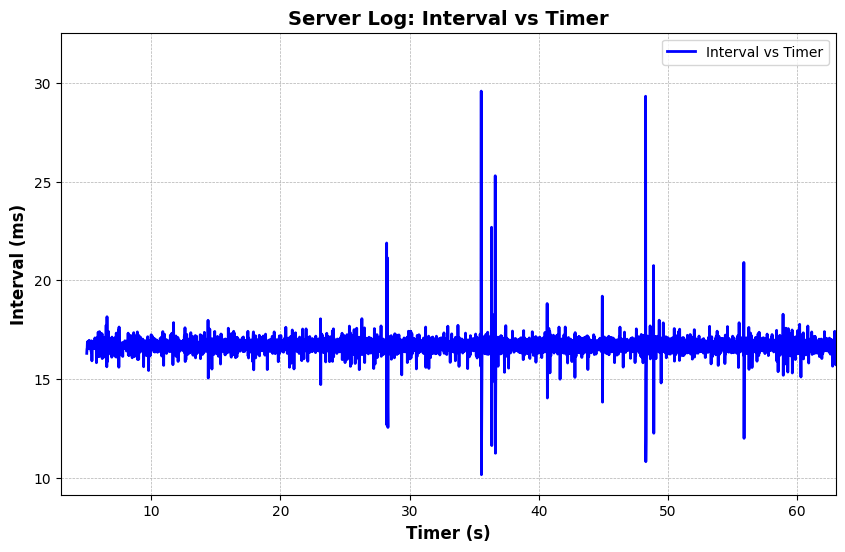 Server Log: Interval vs Timer
Interval vs Timer
Interval (ms)
30
25
20
15
10
10 20 30 40 50 60
Timer (s)